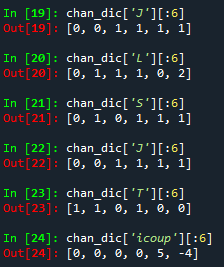 In [19]: chan_dic['J'][:6]
Out[19]: [0, 0, 1, 1, 1, 1]
In [20]: chan_dic['L'][:6]
Out[20]: [0, 1, 1, 1, 0, 2]
In [21]: chan_dic['S'][:6]
Out[21]: [0, 1, 0, 1, 1, 1]
In [22]: chan_dic['J'][:6]
Out[22]: [0, 0, 1, 1, 1, 1]
In [23]: chan_dic['T'][:6]
Out[23]: [1, 1, 0, 1, 0, 0]
In [24]: chan_dic['icoup'][:6]
Out[24]: [0, 0, 0, 0, 5, -4]